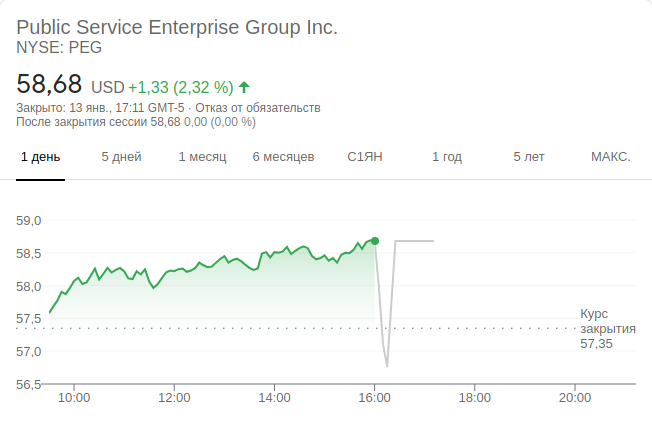 Public Service Enterprise Group Inc.
NYSE: PEG
58,68 USD +1,33 (2,32 %)
Закрыто: 13 янв., 17:11 GMT-5 · Отказ от обязательств
После закрытия сессии 58,68 0,00 (0,00 %)
1 день 5 дней 1 месяц 6 месяцев С1ЯН 1 год 5 лет МАКС.
59,0
58,5
58,0
57,5
Курс
закрытия
57,35
57,0
56,5
10:00 12:00 14:00 16:00 18:00 20:00